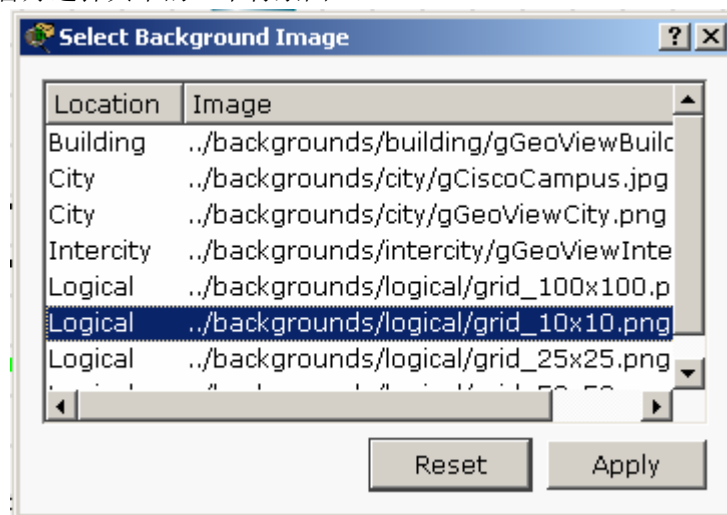 Select Background Image
Location Image
Building ../backgrounds/building/gGeoViewBuilc
City ../backgrounds/city/gCiscoCampus.jpg
City ../backgrounds/city/gGeoViewCity.png
Intercity ../backgrounds/intercity/gGeoViewInte
Logical ../backgrounds/logical/grid_100x100.p
Logical ../backgrounds/logical/grid_10x10.png
Logical ../backgrounds/logical/grid_25x25.png
Reset Apply